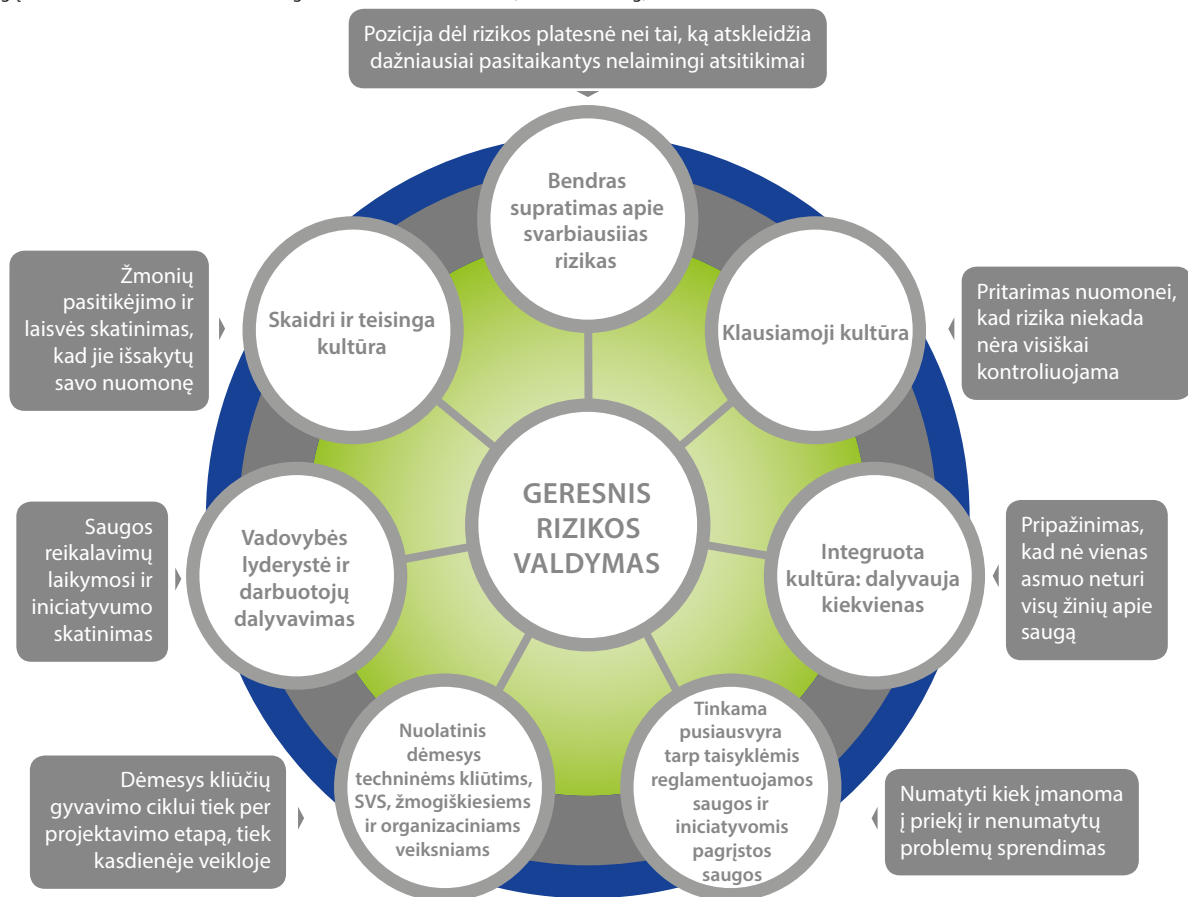 Pozicija dėl rizikos platesnė nei tai, ką atskleidžia
dažniausiai pasitaikantys nelaimingi atsitikimai
Bendras
supratimas apie
svarbiausiias
rizikas
Žmonių
pasitikėjimo ir
laisvės skatinimas,
kad jie išsakytų
savo nuomonę
Skaidri ir teisinga
kultūra
Klausiamoji kultūra
Pritarimas nuomonei,
kad rizika niekada
nėra visiškai
kontroliuojama
GERESNIS
RIZIKOS
VALDYMAS
Saugos
reikalavimų
laikymosi ir
iniciatyvumo
skatinimas
Vadovybės
lyderystė ir
darbuotojų
dalyvavimas
Integruota
kultūra: dalyvauja
kiekvienas
Pripažinimas,
kad nė vienas
asmuo neturi
visų žinių apie
saugą
Dėmesys kliūčių
gyvavimo ciklui tiek per
projektavimo etapą, tiek
kasdienėje veikloje
Nuolatinis
dėmesys
techninėms kliūtims,
SVS, žmogiškiesiems
ir organizaciniams
veiksniams
Tinkama
pusiausvyra
tarp taisyklėmis
reglamentuojamos
saugos ir
iniciatyvomis
pagrįstos
saugos
Numatyti kiek įmanoma
į priekį ir nenumatytų
problemų sprendimas